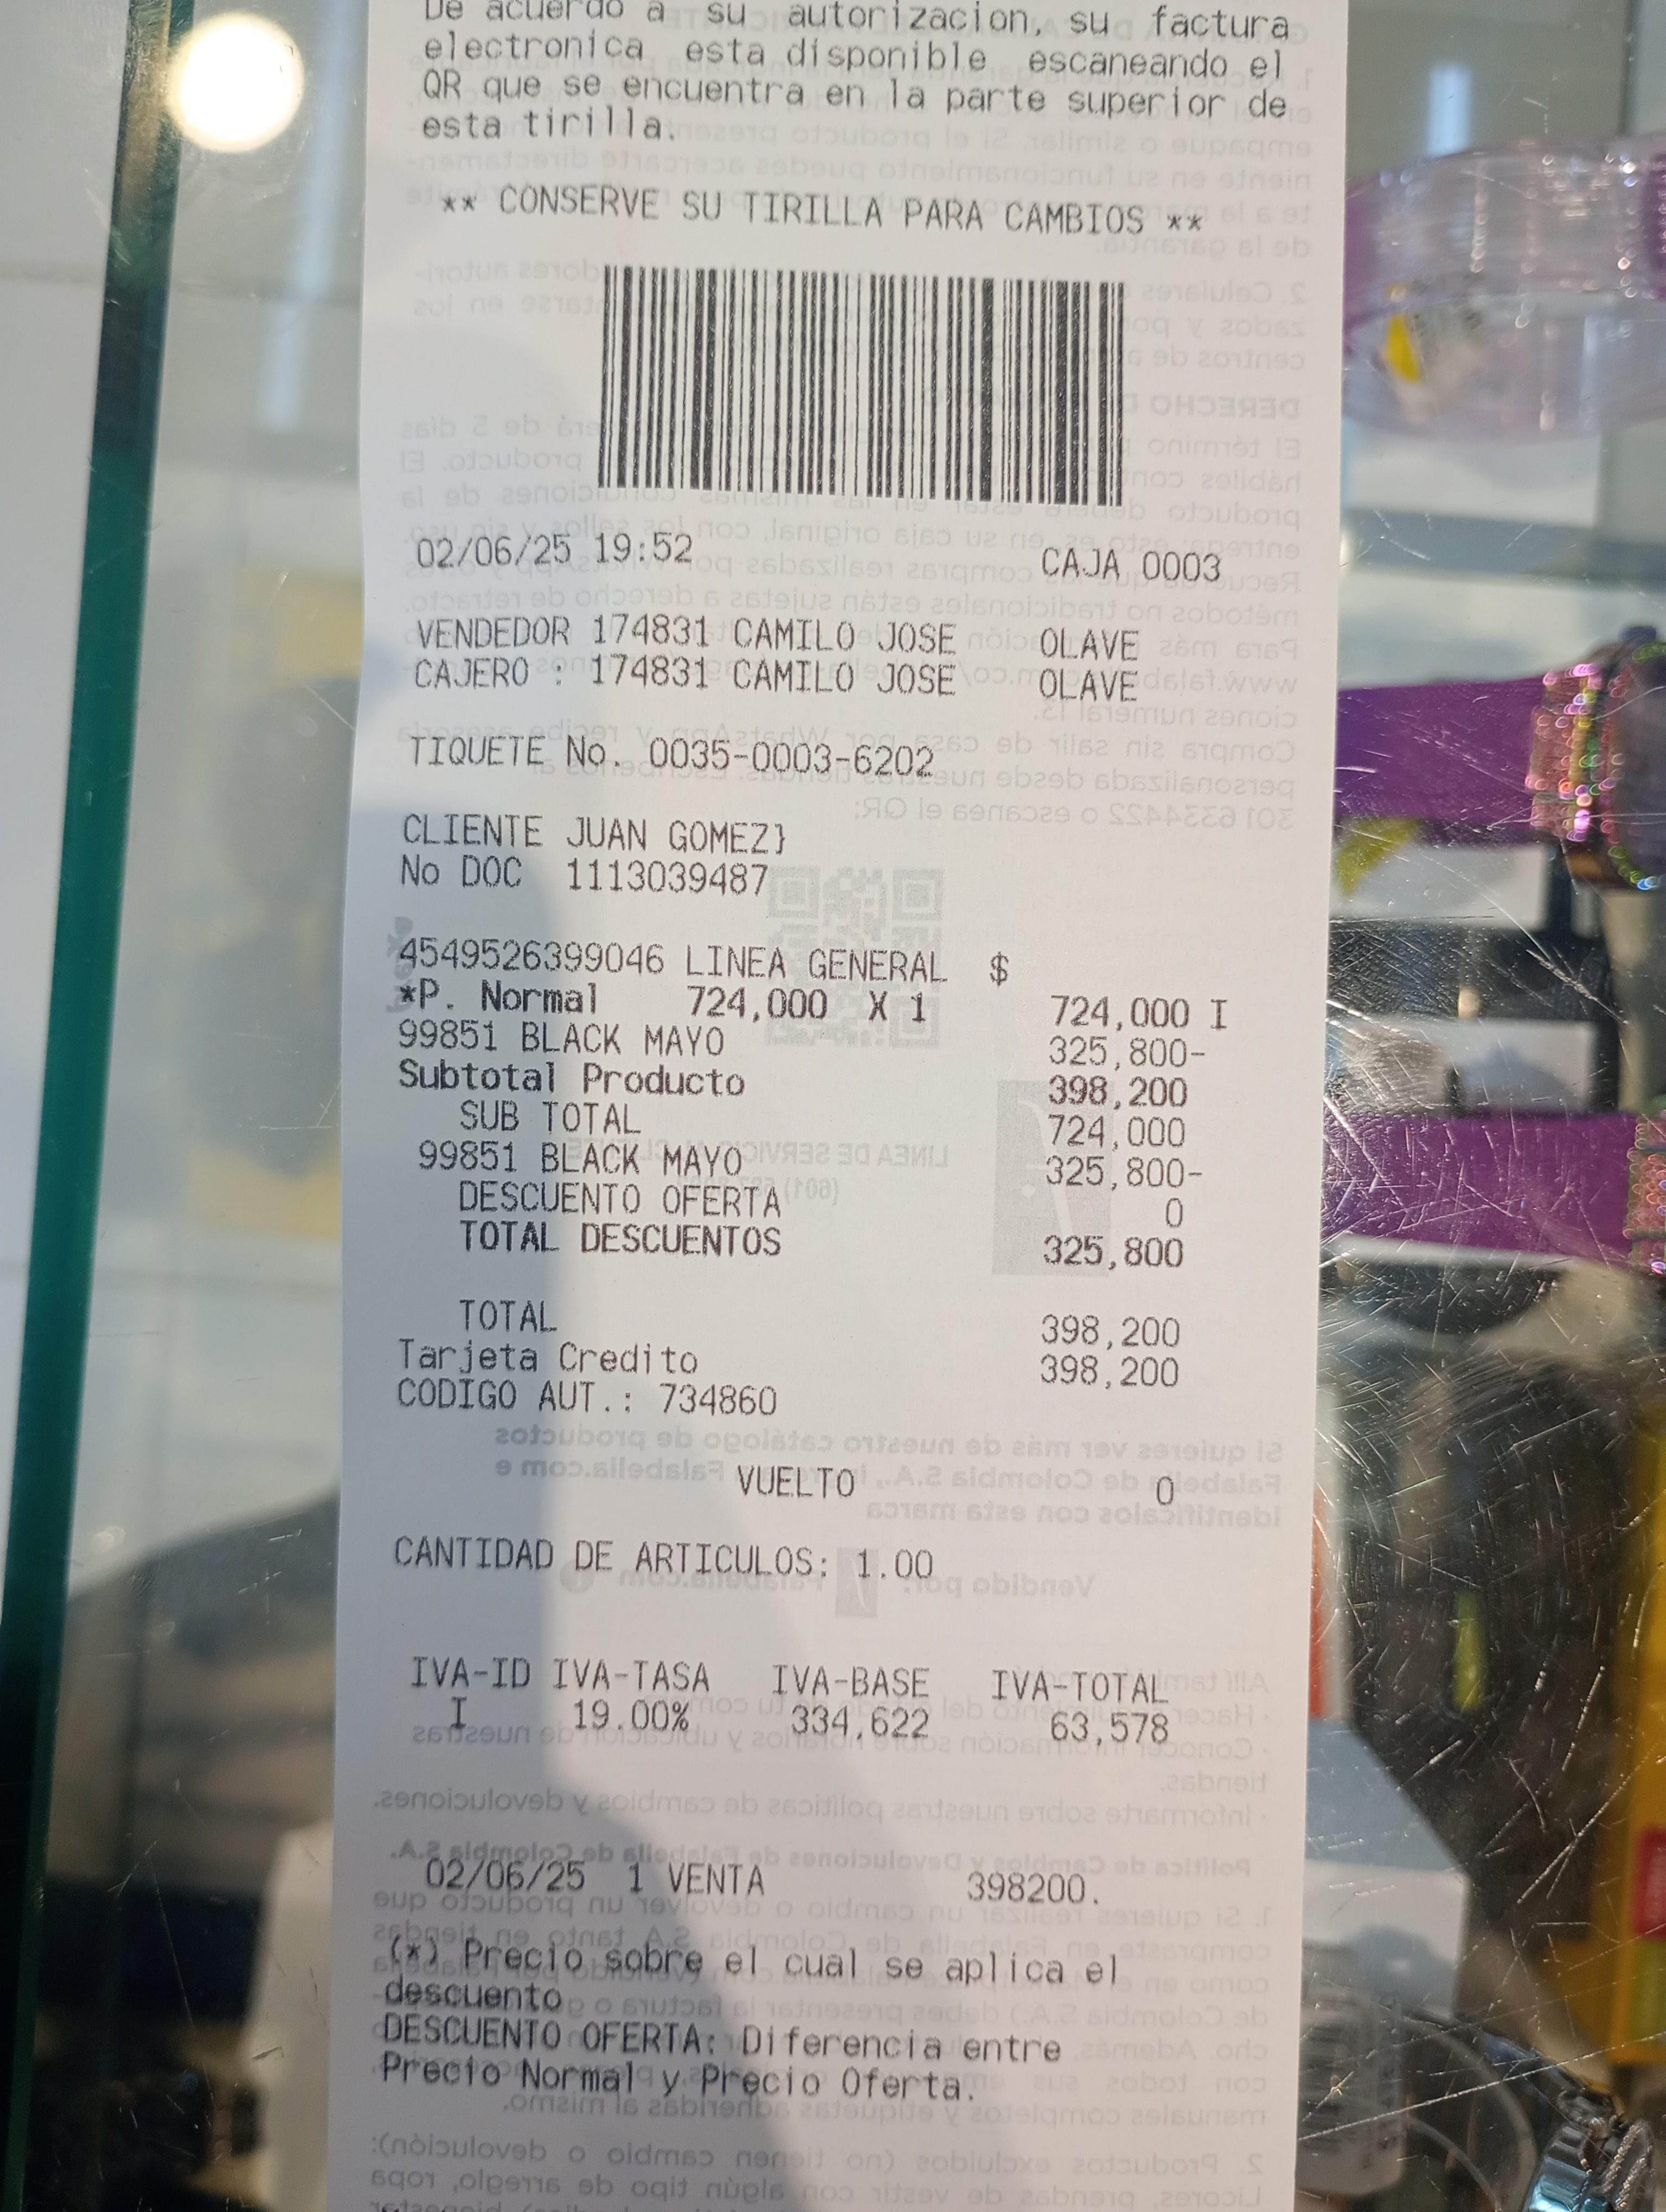 De acuerdo a su autorizacion, su factura
electronica esta disponible escaneando el
QR que se encuentra en la parte superior de
esta tirilla.
** CONSERVE SU TIRILLA PARA CAMBIOS **
02/06/25 19:52 CAJA 0003
VENDEDOR 174831 CAMILO JOSE OLAVE
CAJERO : 174831 CAMILO JOSE OLAVE
TIQUETE No. 0035-0003-6202
CLIENTE JUAN GOMEZ}
No DOC 1113039487
4549526399046 LINEA GENERAL $
*P. Normal 724,000 X 1 724,000 I
99851 BLACK MAYO 325,800-
Subtotal Producto 398,200
SUB TOTAL 724,000
99851 BLACK MAYO 325,800-
DESCUENTO OFERTA 0
TOTAL DESCUENTOS 325,800
TOTAL 398,200
Tarjeta Credito 398,200
CODIGO AUT.: 734860
VUELTO 0
CANTIDAD DE ARTICULOS: 1.00
IVA-ID IVA-TASA IVA-BASE IVA-TOTAL
I 19.00% 334,622 63,578
02/06/25 1 VENTA 398200.
(*) Precio sobre el cual se aplica el
descuento
DESCUENTO OFERTA: Diferencia entre
Precio Normal y Precio Oferta.